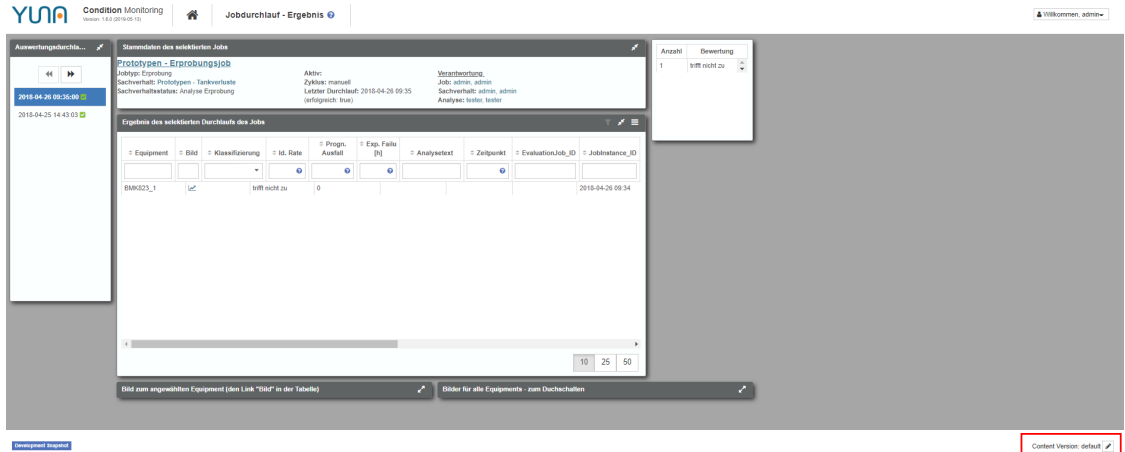 YUNA
Condition Monitoring
Version: 1.8.0 (2019-05-13)
Jobdurchlauf - Ergebnis
Willkommen, admin
Auswertungsdurchla...
2018-04-26 09:35:00
2018-04-25 14:43:03
Stammdaten des selektierten Jobs
Prototypen - Erprobungsjob
Jobtyp: Erprobung
Sachverhalt: Prototypen - Tankverluste
Sachverhaltsstatus: Analyse Erprobung
Aktiv:
Zyklus: manuell
Letzter Durchlauf: 2018-04-26 09:35
(erfolgreich: true)
Verantwortung
Job: admin, admin
Sachverhalt: admin, admin
Analyse: tester, tester
Anzahl Bewertung
1 trifft nicht zu
Ergebnis des selektierten Durchlaufs des Jobs
Equipment Bild Klassifizierung Id. Rate Progn. Ausfall Exp. Failu [h] Analysetext Zeitpunkt EvaluationJob_ID JobInstance_ID
BMK823_1 trifft nicht zu 0 2018-04-26 09:34
10 25 50
Bild zum angewählten Equipment (den Link "Bild" in der Tabelle)
Bilder für alle Equipments - zum Duchschalten
Development Snapshot
Content Version: default